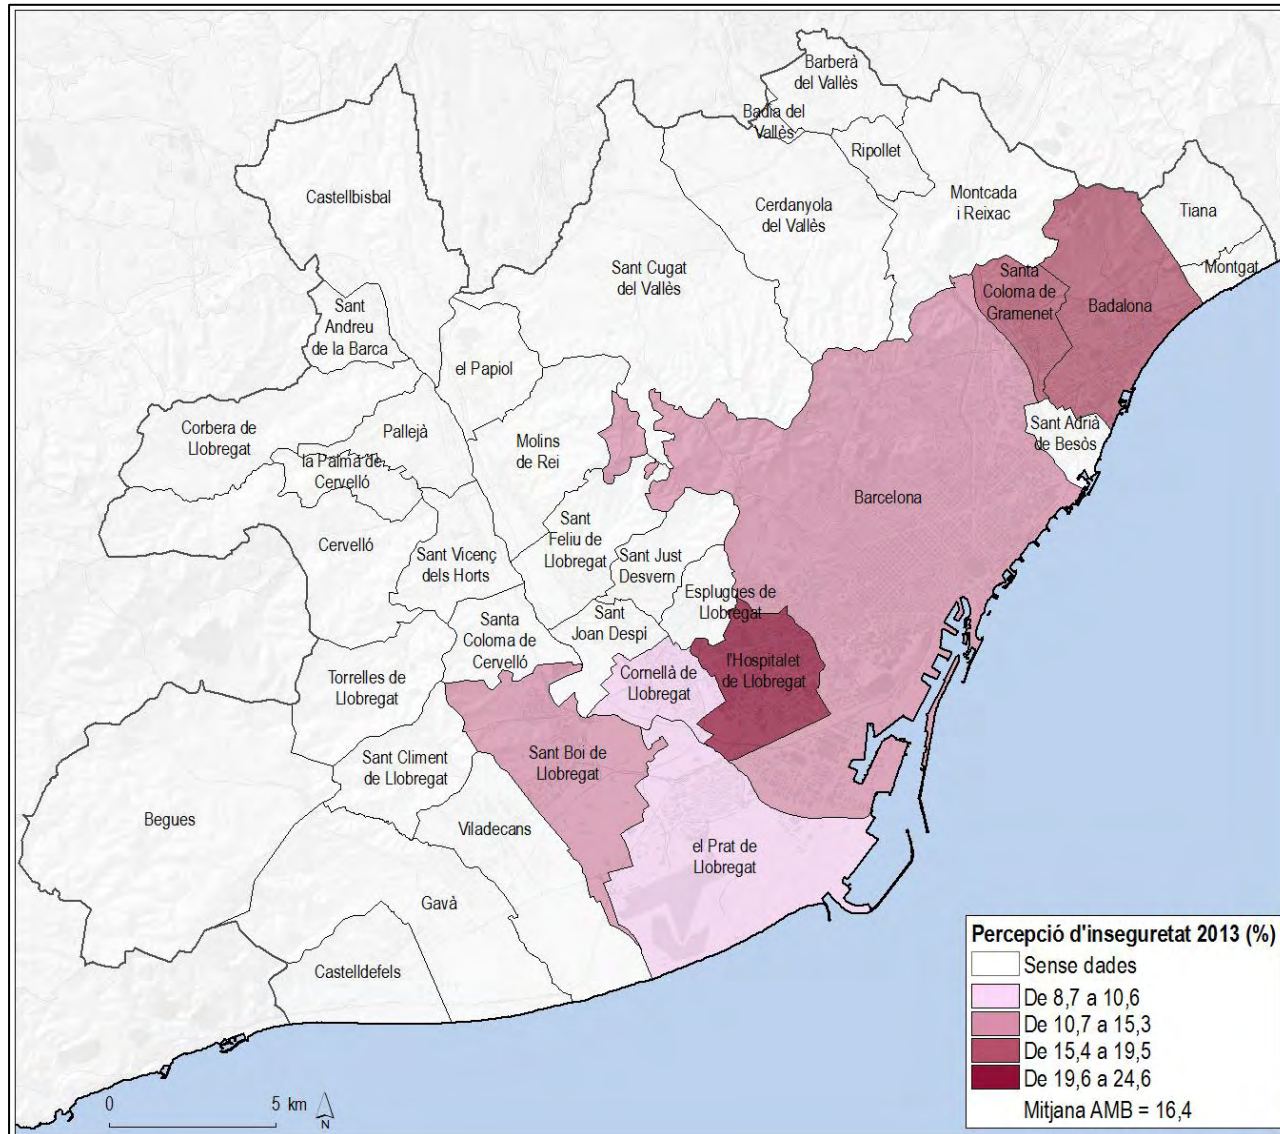 Barberà
del Vallès
Badia del
Vallès
Ripollet
Castellbisbal
Cerdanyola
del Vallès
Montcada
i Reixac
Tiana
Montgat
Sant Cugat
del Vallès
Santa
Coloma de
Gramenet
Badalona
Sant
Andreu
de la Barca
el Papiol
Corbera de
Llobregat
Pallejà
la Palma de
Cervelló
Molins
de Rei
Sant Adrià
de Besòs
Barcelona
Cervelló
Sant Vicenç
dels Horts
Sant
Feliu de
Llobregat
Sant Just
Desvern
Esplugues de
Llobregat
Santa
Coloma de
Cervelló
Sant
Joan Despí
Torrelles de
Llobregat
Cornellà de
Llobregat
l'Hospitalet
de Llobregat
Sant Climent
de Llobregat
Sant Boi de
Llobregat
Begues
Viladecans
el Prat de
Llobregat
Gavà
Castelldefels
Percepció d'inseguretat 2013 (%)
Sense dades
De 8,7 a 10,6
De 10,7 a 15,3
De 15,4 a 19,5
De 19,6 a 24,6
Mitjana AMB = 16,4
0 5 km
N